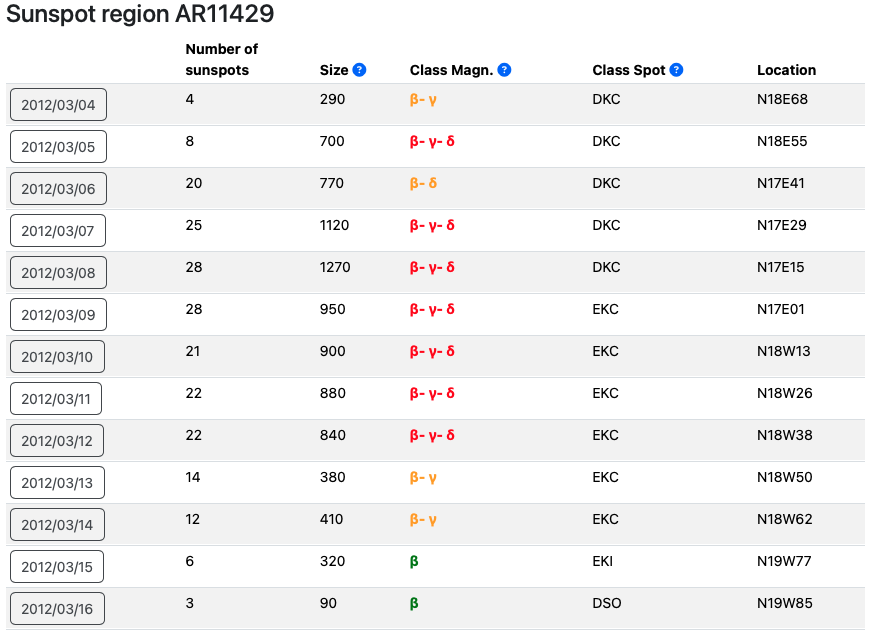 Sunspot region AR11429
Number of sunspots Size ? Class Magn. ? Class Spot ? Location
2012/03/04 4 290 β- γ DKC N18E68
2012/03/05 8 700 β- γ- δ DKC N18E55
2012/03/06 20 770 β- δ DKC N17E41
2012/03/07 25 1120 β- γ- δ DKC N17E29
2012/03/08 28 1270 β- γ- δ DKC N17E15
2012/03/09 28 950 β- γ- δ EKC N17E01
2012/03/10 21 900 β- γ- δ EKC N18W13
2012/03/11 22 880 β- γ- δ EKC N18W26
2012/03/12 22 840 β- γ- δ EKC N18W38
2012/03/13 14 380 β- γ EKC N18W50
2012/03/14 12 410 β- γ EKC N18W62
2012/03/15 6 320 β EKI N19W77
2012/03/16 3 90 β DSO N19W85